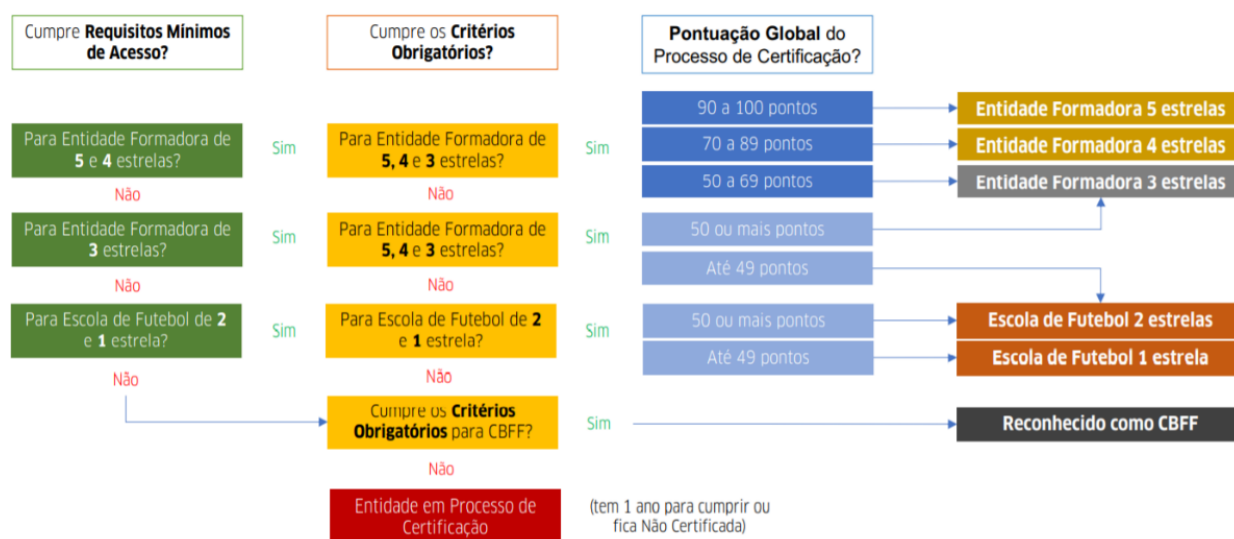 Cumpre Requisitos Mínimos
de Acesso?
Cumpre os Critérios
Obrigatórios?
Pontuação Global do
Processo de Certificação?
90 a 100 pontos
Entidade Formadora 5 estrelas
Para Entidade Formadora de
5 e 4 estrelas?
Sim
Para Entidade Formadora de
5, 4 e 3 estrelas?
Sim
70 a 89 pontos
Entidade Formadora 4 estrelas
Não
Não
50 a 69 pontos
Entidade Formadora 3 estrelas
Para Entidade Formadora de
3 estrelas?
Sim
Para Entidade Formadora de
5, 4 e 3 estrelas?
Sim
50 ou mais pontos
Até 49 pontos
Não
Não
Para Escola de Futebol de 2
e 1 estrela?
Sim
Para Escola de Futebol de 2
e 1 estrela?
Sim
50 ou mais pontos
Escola de Futebol 2 estrelas
Até 49 pontos
Escola de Futebol 1 estrela
Não
Não
Cumpre os Critérios
Obrigatórios para CBFF?
Sim
Reconhecido como CBFF
Não
Entidade em Processo de
Certificação
(tem 1 ano para cumprir ou
fica Não Certificada)